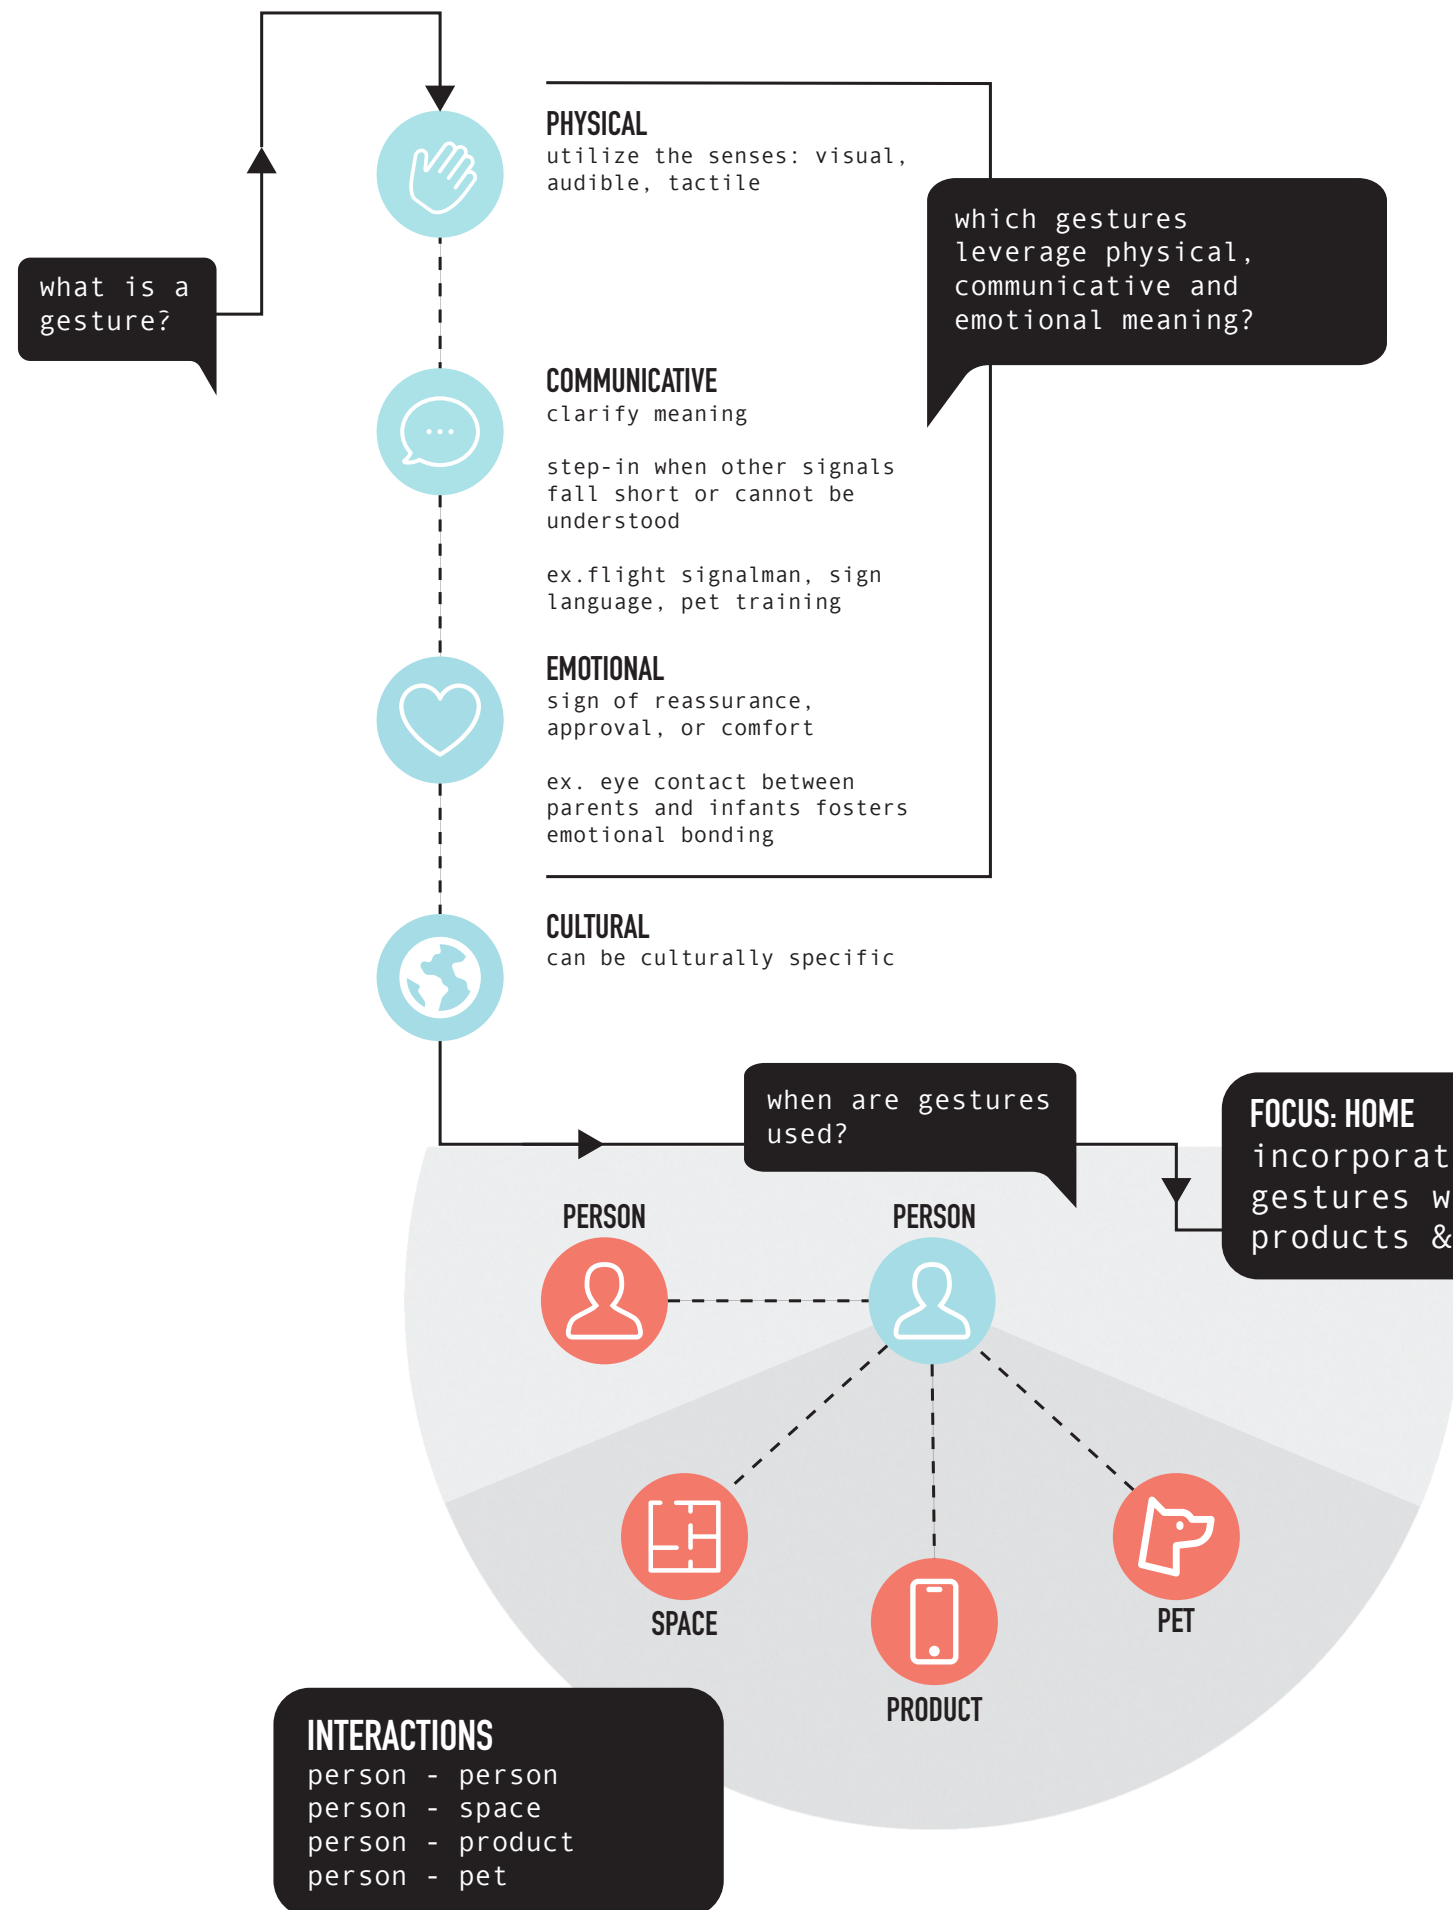 what is a
gesture?
PHYSICAL
utilize the senses: visual,
audible, tactile
which gestures
leverage physical,
communicative and
emotional meaning?
COMMUNICATIVE
clarify meaning
step-in when other signals
fall short or cannot be
understood
ex.flight signalman, sign
language, pet training
EMOTIONAL
sign of reassurance,
approval, or comfort
ex. eye contact between
parents and infants fosters
emotional bonding
CULTURAL
can be culturally specific
when are gestures
used?
FOCUS: HOME
gestures
products &
PERSON
PERSON
SPACE
PRODUCT
PET
INTERACTIONS
person - person
person - space
person - product
person - pet